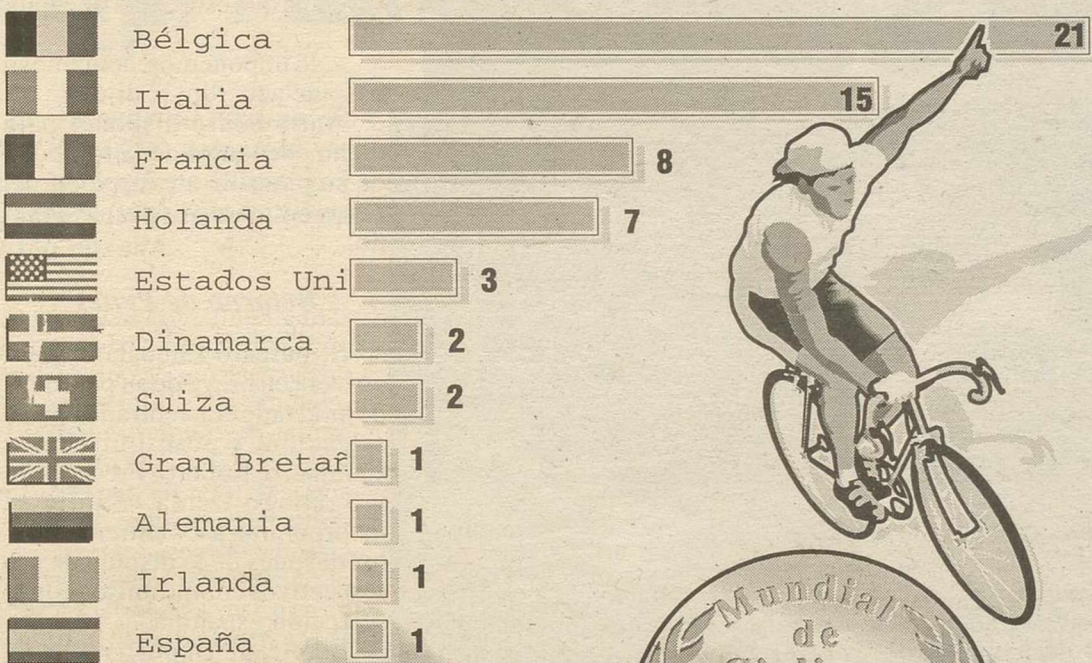 Bélgica 21
Italia 15
Francia 8
Holanda 7
Estados Uni 3
Dinamarca 2
Suiza 2
Gran Bretañ 1
Alemania 1
Irlanda 1
España 1
Mundial
de